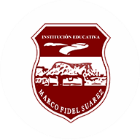 INSTITUCIÓN EDUCATIVA
MARCO FIDEL SUAREZ